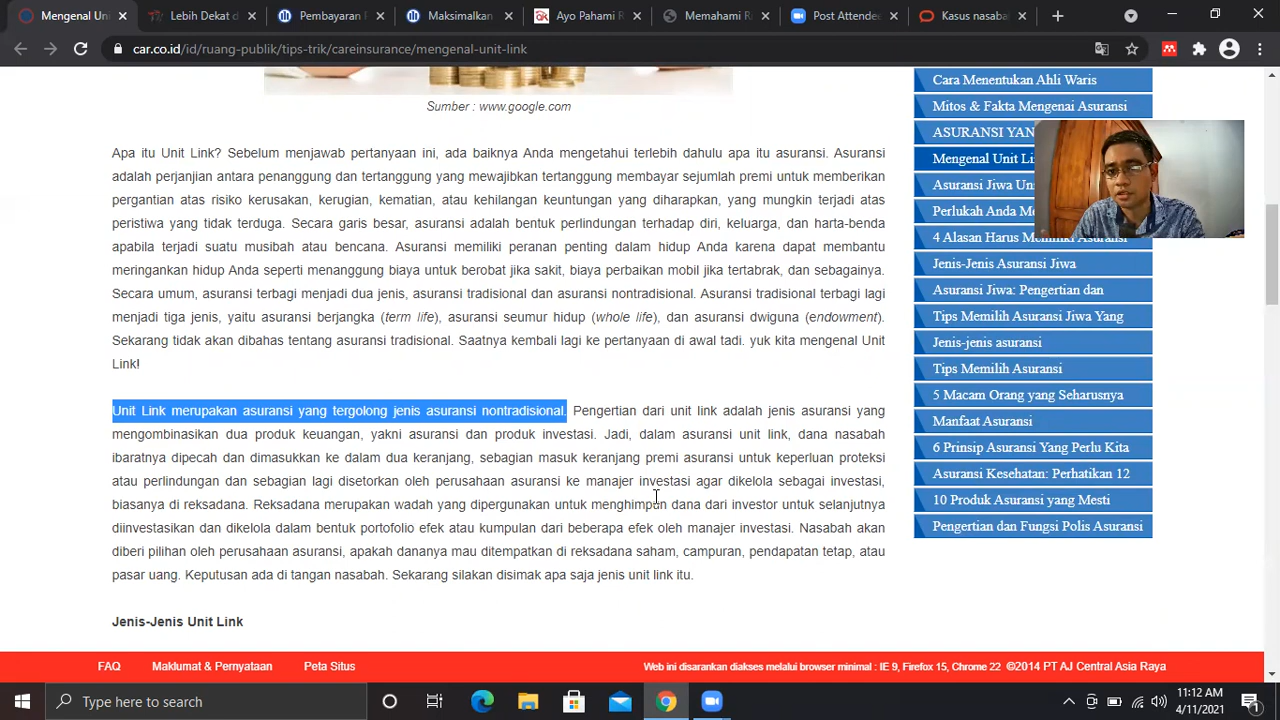 Mengenal Uni
Lebih Dekat d
Pembayaran P
Maksimalkan
Ayo Pahami R
Memahami Ri
Post Attendee
Kasus nasabal
car.co.id/id/ruang-publik/tips-trik/careinsurance/mengenal-unit-link
Sumber : www.google.com
Apa itu Unit Link? Sebelum menjawab pertanyaan ini, ada baiknya Anda mengetahui terlebih dahulu apa itu asuransi. Asuransi
adalah perjanjian antara penanggung dan tertanggung yang mewajibkan tertanggung membayar sejumlah premi untuk memberikan
pergantian atas risiko kerusakan, kerugian, kematian, atau kehilangan keuntungan yang diharapkan, yang mungkin terjadi atas
peristiwa yang tidak terduga. Secara garis besar, asuransi adalah bentuk perlindungan terhadap diri, keluarga, dan harta-benda
apabila terjadi suatu musibah atau bencana. Asuransi memiliki peranan penting dalam hidup Anda karena dapat membantu
meringankan hidup Anda seperti menanggung biaya untuk berobat jika sakit, biaya perbaikan mobil jika tertabrak, dan sebagainya.
Secara umum, asuransi terbagi menjadi dua jenis, asuransi tradisional dan asuransi nontradisional. Asuransi tradisional terbagi lagi
menjadi tiga jenis, yaitu asuransi berjangka (term life), asuransi seumur hidup (whole life), dan asuransi dwiguna (endowment).
Sekarang tidak akan dibahas tentang asuransi tradisional. Saatnya kembali lagi ke pertanyaan di awal tadi. yuk kita mengenal Unit
Link!
Unit Link merupakan asuransi yang tergolong jenis asuransi nontradisional. Pengertian dari unit link adalah jenis asuransi yang
mengombinasikan dua produk keuangan, yakni asuransi dan produk investasi. Jadi, dalam asuransi unit link, dana nasabah
ibaratnya dipecah dan dimasukkan ke dalam dua keranjang, sebagian masuk keranjang premi asuransi untuk keperluan proteksi
atau perlindungan dan sebagian lagi disetorkan oleh perusahaan asuransi ke manajer investasi agar dikelola sebagai investasi,
biasanya di reksadana. Reksadana merupakan wadah yang dipergunakan untuk menghimpun dana dari investor untuk selanjutnya
diinvestasikan dan dikelola dalam bentuk portofolio efek atau kumpulan dari beberapa efek oleh manajer investasi. Nasabah akan
diberi pilihan oleh perusahaan asuransi, apakah dananya mau ditempatkan di reksadana saham, campuran, pendapatan tetap, atau
pasar uang. Keputusan ada di tangan nasabah. Sekarang silakan disimak apa saja jenis unit link itu.
Jenis-Jenis Unit Link
Cara Menentukan Ahli Waris
Mitos & Fakta Mengenai Asuransi
ASURANSI YAN
Mengenal Unit Li
Asuransi Jiwa Un
Perlukah Anda Me
4 Alasan Harus Memiliki Asuransi
Jenis-Jenis Asuransi Jiwa
Asuransi Jiwa: Pengertian dan
Tips Memilih Asuransi Jiwa Yang
Jenis-jenis asuransi
Tips Memilih Asuransi
5 Macam Orang yang Seharusnya
Manfaat Asuransi
6 Prinsip Asuransi Yang Perlu Kita
Asuransi Kesehatan: Perhatikan 12
10 Produk Asuransi yang Mesti
Pengertian dan Fungsi Polis Asuransi
FAQ
Maklumat & Pernyataan
Peta Situs
Web ini disarankan diakses melalui browser minimal : IE 9, Firefox 15, Chrome 22 ©2014 PT AJ Central Asia Raya
Type here to search
11:12 AM
4/11/2021